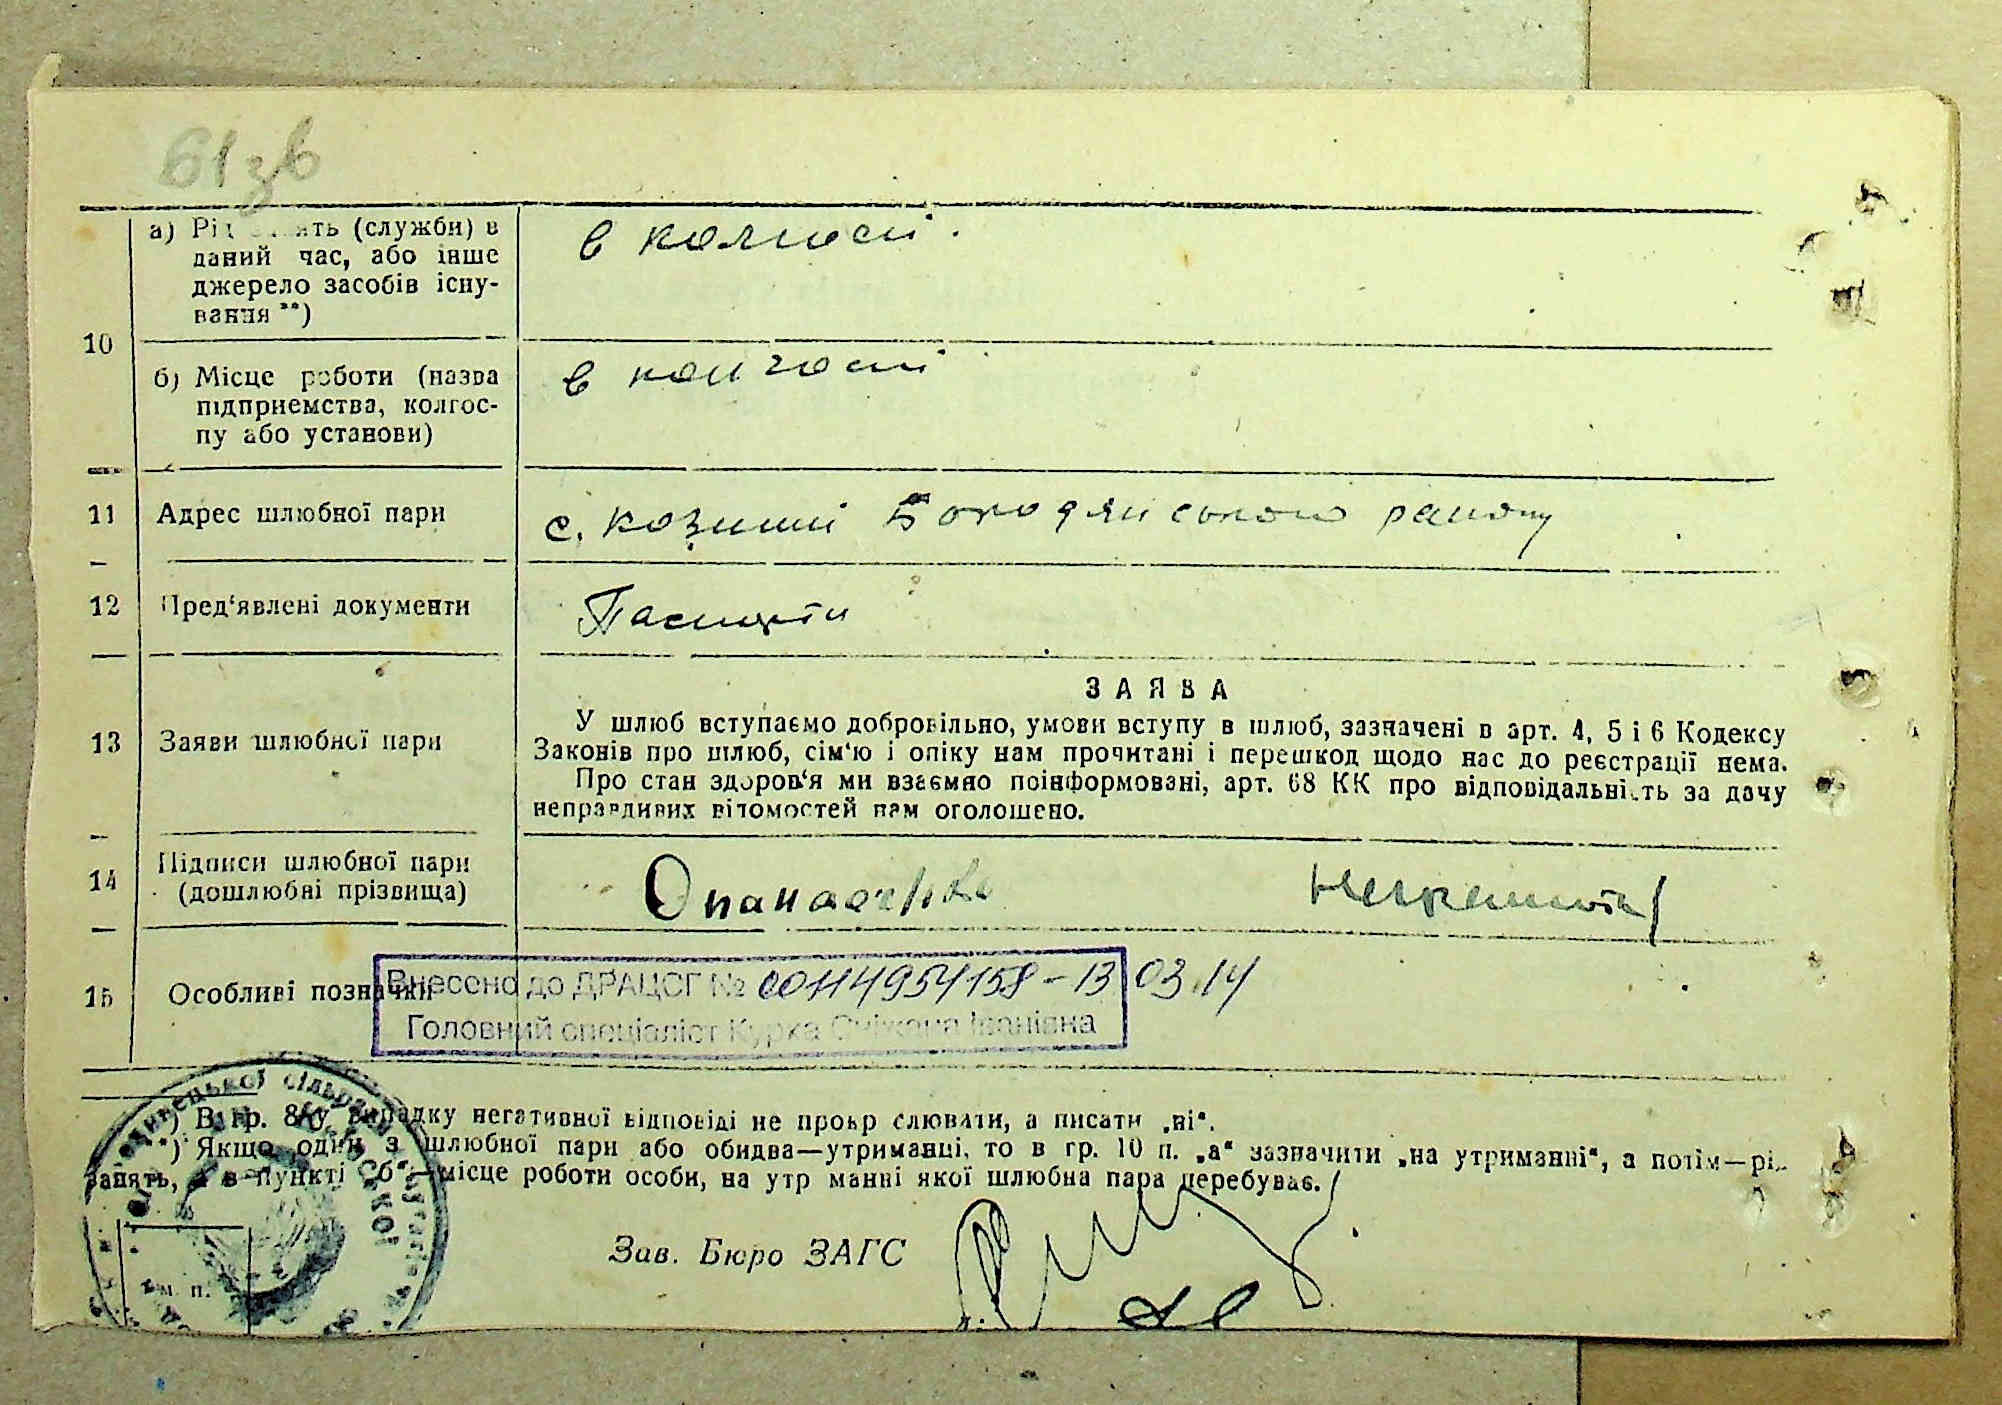 61зв
а) Рід занять (служби) в
даний час, або інше
джерело засобів існу-
вання **)
в колгоспі.
10
б) Місце роботи (назва
підприємства, колгос-
пу або установи)
в колгоспі
11 Адрес шлюбної пари
с. Козинці Бородянського району
12 Пред‘явлені документи
Паспорти
13 Заяви шлюбної пари
ЗАЯВА
У шлюб вступаємо добровільно, умови вступу в шлюб, зазначені в арт. 4, 5 і 6 Кодексу
Законів про шлюб, сім‘ю і опіку нам прочитані і перешкод щодо нас до реєстрації нема.
Про стан здоров‘я ми взаємно поінформовані, арт. 68 КК про відповідальність за дачу
неправдивих відомостей нам оголошено.
14 Підписи шлюбної пари
(дошлюбні прізвища)
Опанасенко
15 Особливі позначки
Внесено до ДРАЦСГ № 00114954158 - 13.03.14
Головний спеціаліст Курха Сніжана Іванівна
*) В гр. 8 у випадку негативної відповіді не прокреслювати, а писати „ні“.
**) Якщо один з шлюбної пари або обидва—утриманці, то в гр. 10 п. „а“ зазначити „на утриманні“, а потім—рід
занять, а в пункті „б“—місце роботи особи, на утриманні якої шлюбна пара перебуває.
Зав. Бюро ЗАГС
м. п.